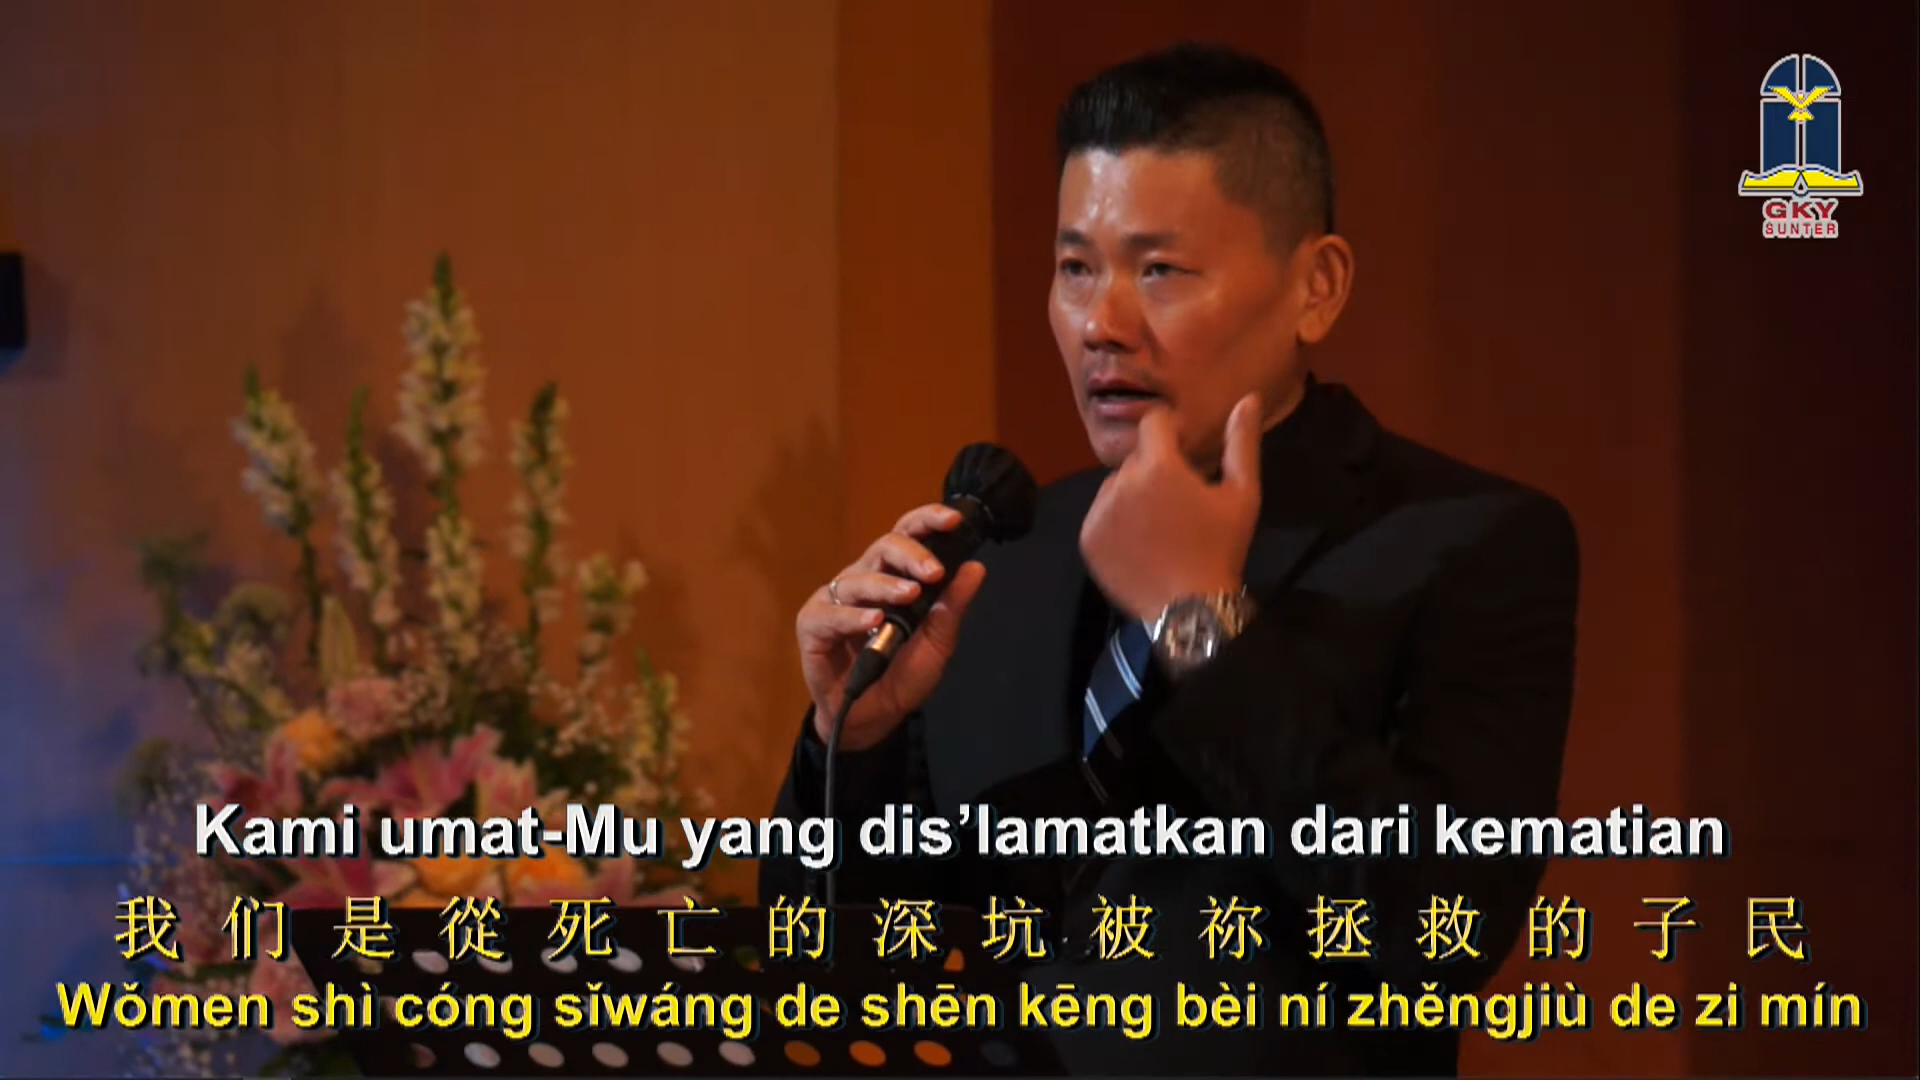 GKY
SUNTER
Kami umat-Mu yang dis’lamatkan dari kematian
我们是從死亡的深坑被祢拯救的子民
Wǒmen shì cóng sǐwáng de shēn kēng bèi ní zhěngjiù de zi mín